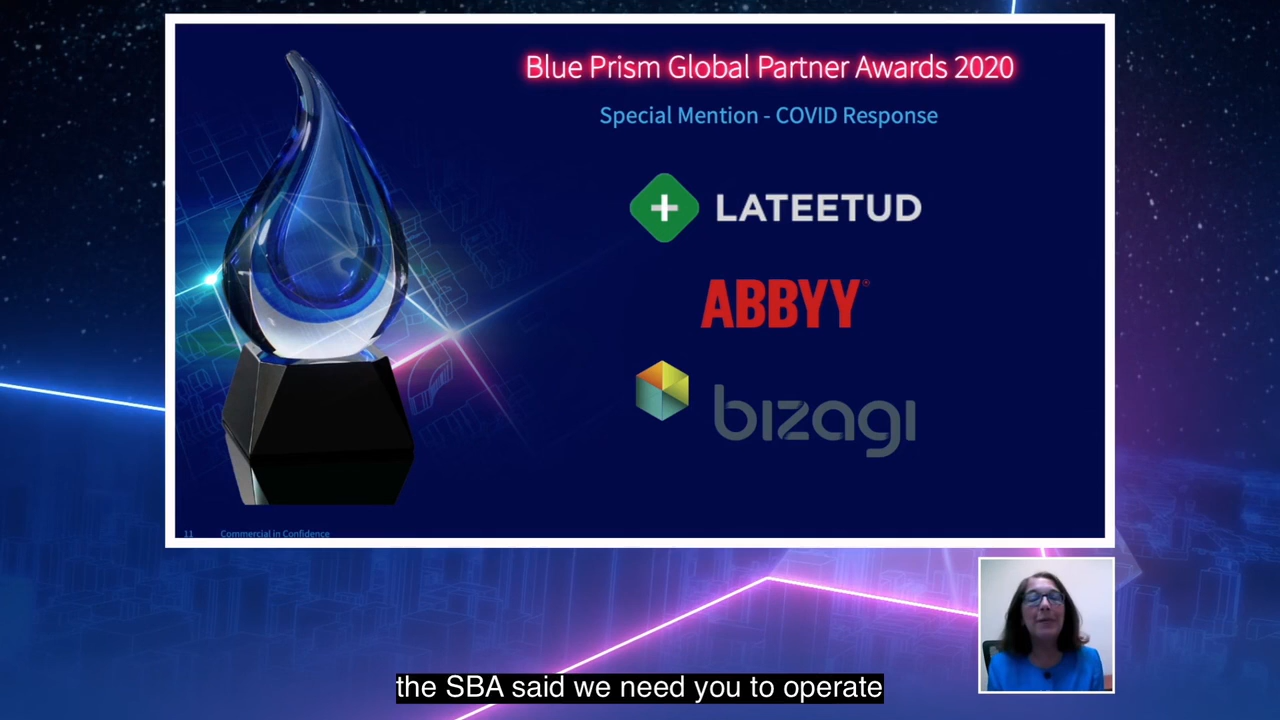 Blue Prism Global Partner Awards 2020
Special Mention - COVID Response
LATEETUD
ABBYY®
bizagi
11 Commercial in Confidence
the SBA said we need you to operate